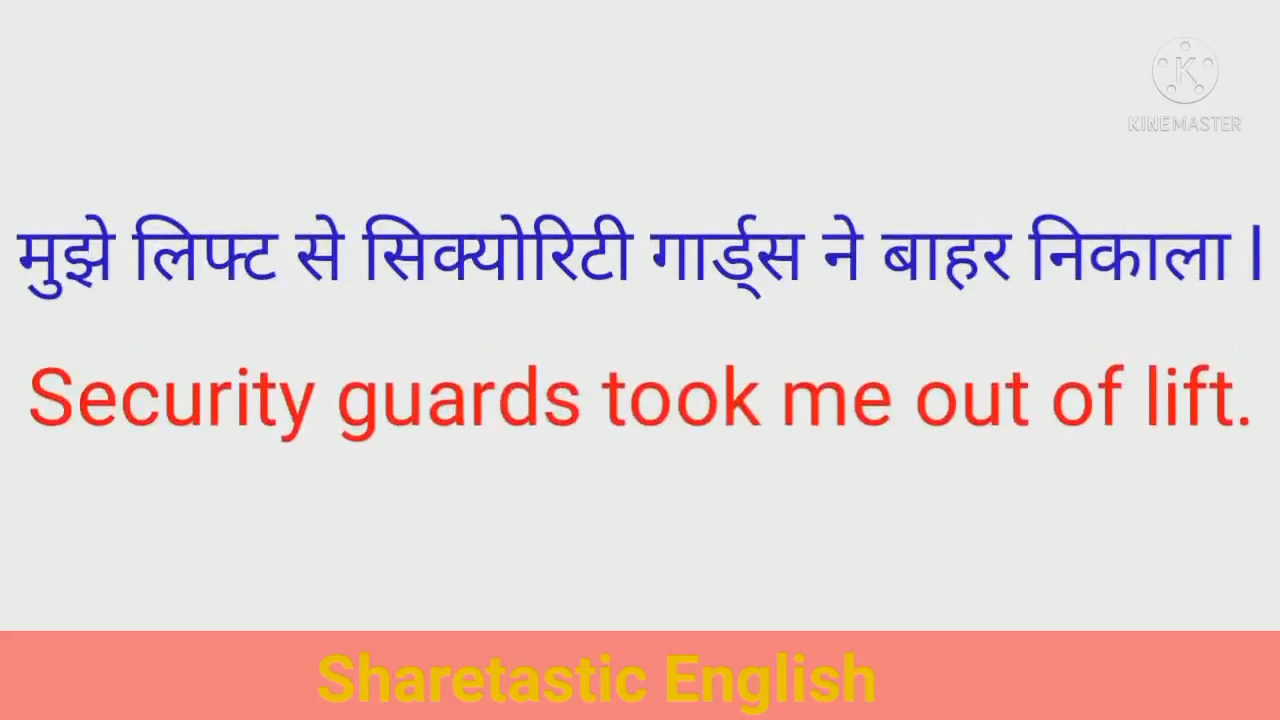 KINEMASTER
मुझे लिफ्ट से सिक्योरिटी गार्ड्स ने बाहर निकाला l
Security guards took me out of lift.
Sharetastic English